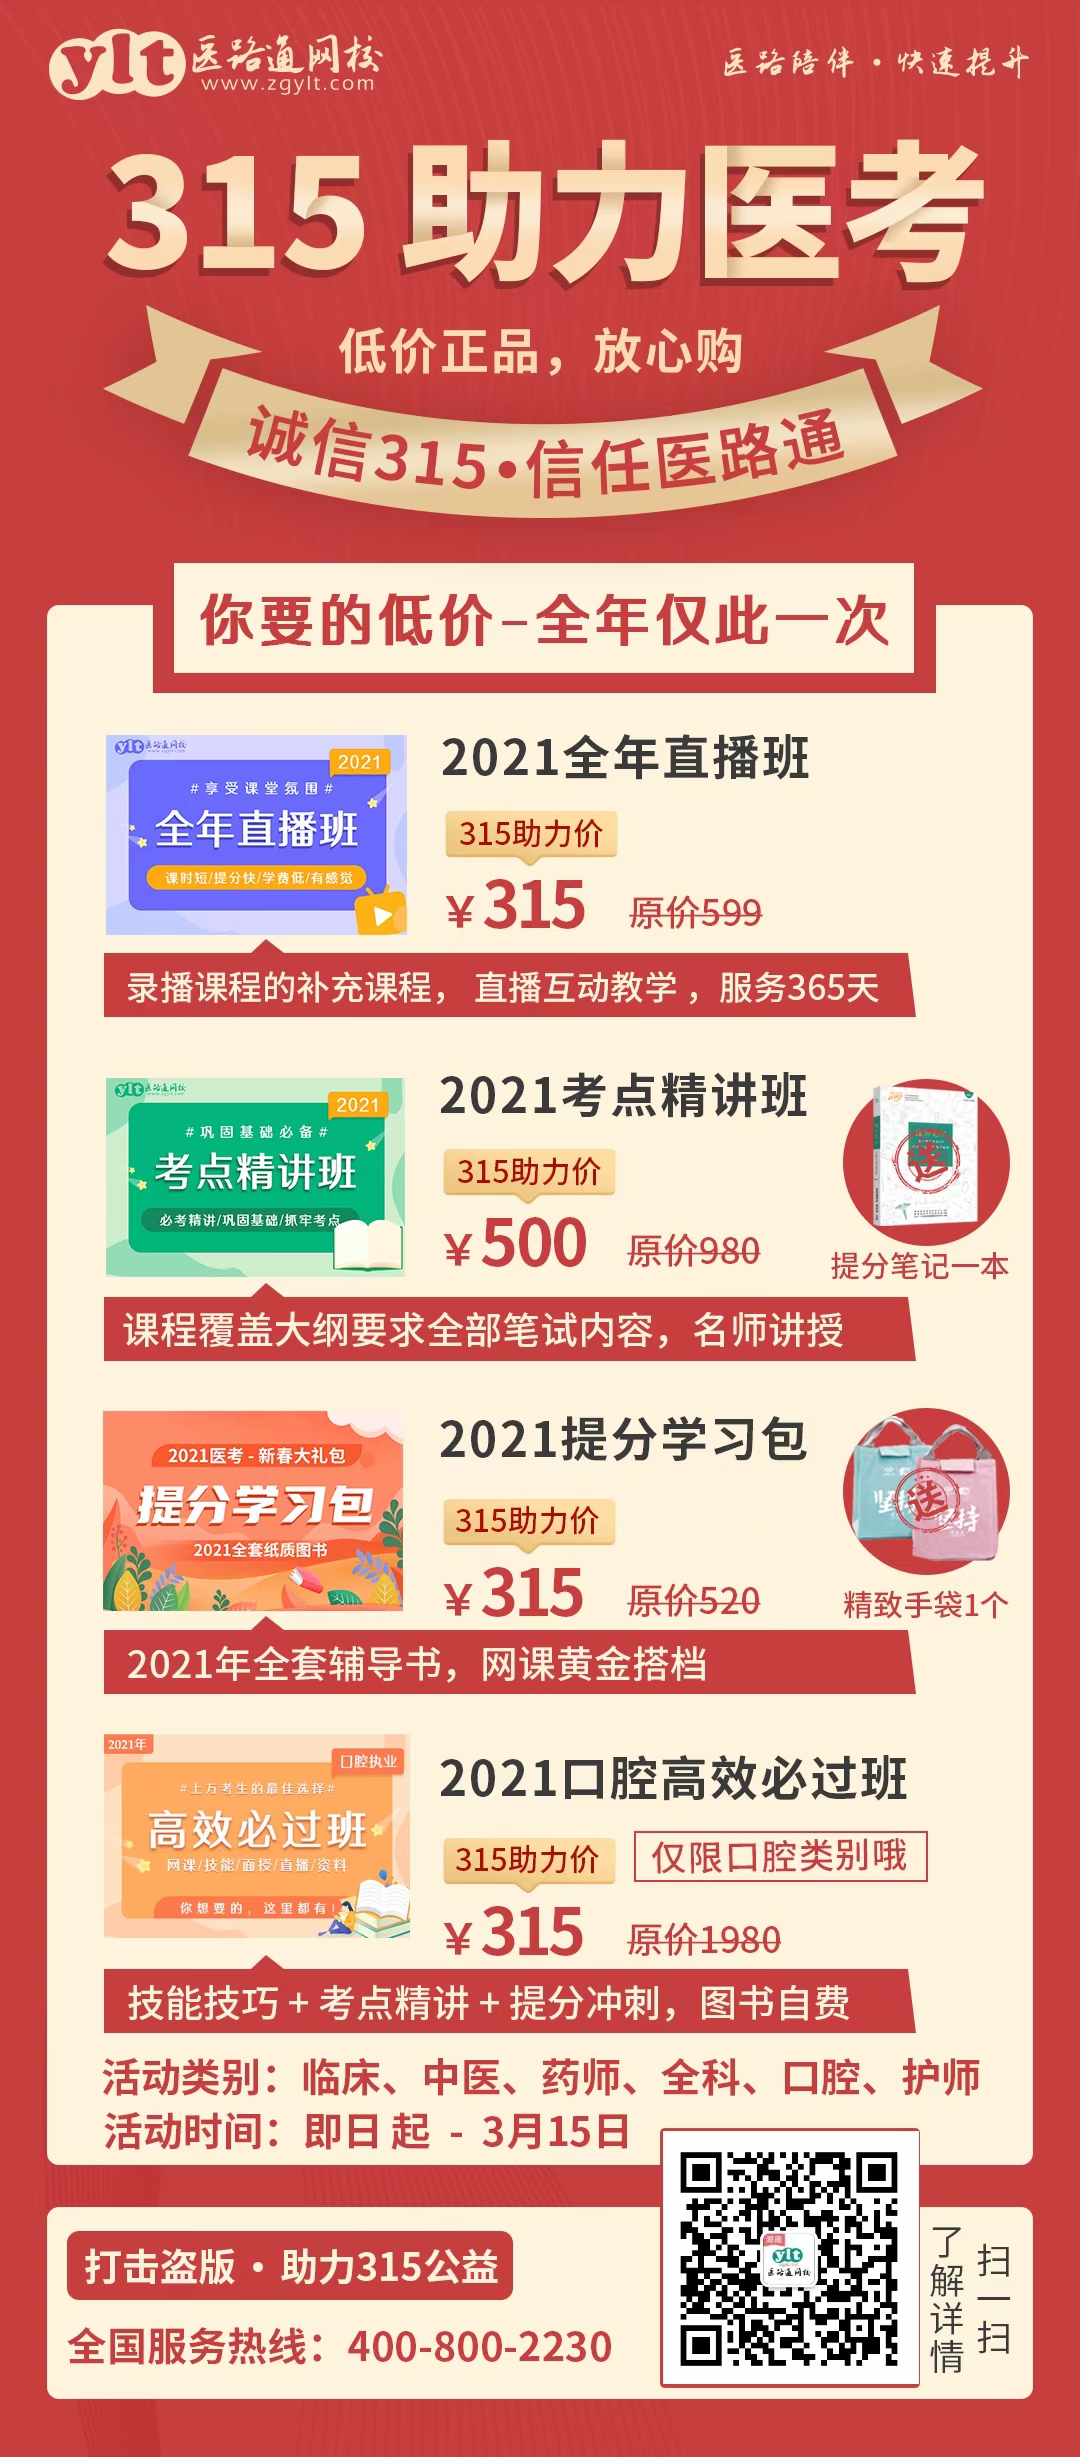 ylt 医路通网校
www.zgylt.com
医路陪伴·快速提升
315 助力医考
低价正品，放心购
诚信315·信任医路通
你要的低价-全年仅此一次
ylt 医路通网校
2021
#享受课堂氛围#
全年直播班
课时短/提分快/学费低/有感觉
2021全年直播班
315助力价
¥315 原价599
录播课程的补充课程， 直播互动教学 ，服务365天
ylt 医路通网校
2021
#巩固基础必备#
考点精讲班
必考精讲/巩固基础/抓牢考点
2021考点精讲班
315助力价
¥500 原价980
送
提分笔记一本
课程覆盖大纲要求全部笔试内容，名师讲授
2021医考 - 新春大礼包
提分学习包
2021全套纸质图书
2021提分学习包
315助力价
¥315 原价520
坚持
坚持
送
精致手袋1个
2021年全套辅导书，网课黄金搭档
2021年
口腔执业
#上万考生的最佳选择#
高效必过班
网课/技能/面授/直播/资料
你想要的，这里都有！
2021口腔高效必过班
315助力价 仅限口腔类别哦
¥315 原价1980
技能技巧 + 考点精讲 + 提分冲刺，图书自费
活动类别：临床、中医、药师、全科、口腔、护师
活动时间：即日起 - 3月15日
打击盗版·助力315公益
全国服务热线：400-800-2230
湖南
ylt
医路通网校
扫一扫
了解详情